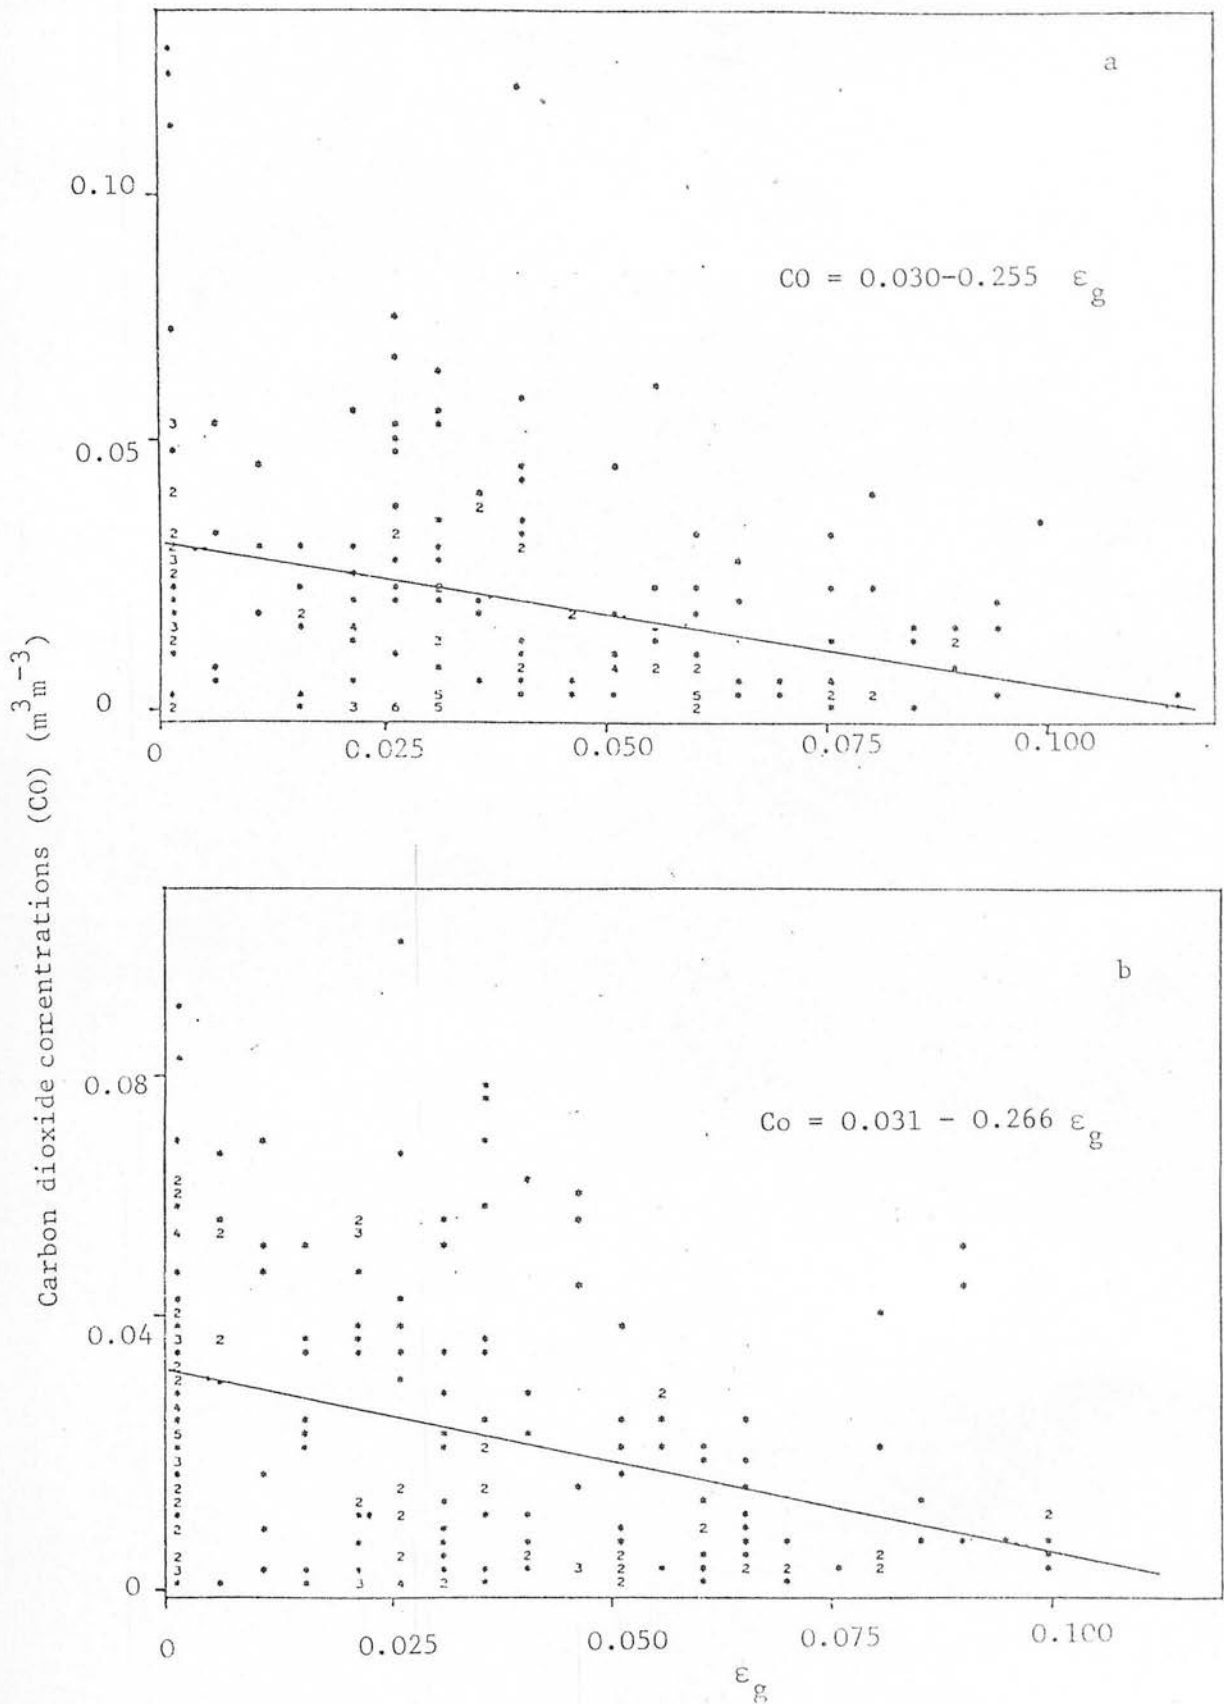 a
0.10
CO = 0.030-0.255 εg
0.05
0
0 0.025 0.050 0.075 0.100
Carbon dioxide concentrations (CO) (m³m⁻³)
b
0.08
Co = 0.031 - 0.266 εg
0.04
0
0 0.025 0.050 0.075 0.100
εg